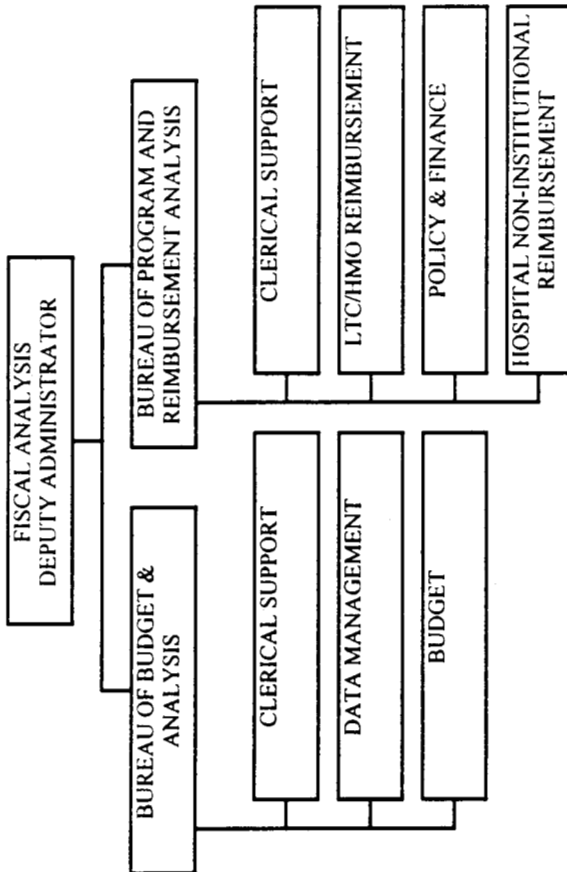 FISCAL ANALYSIS
DEPUTY ADMINISTRATOR
BUREAU OF BUDGET &
ANALYSIS
CLERICAL SUPPORT
DATA MANAGEMENT
BUDGET
BUREAU OF PROGRAM AND
REIMBURSEMENT ANALYSIS
CLERICAL SUPPORT
LTC/HMO REIMBURSEMENT
POLICY & FINANCE
HOSPITAL NON-INSTITUTIONAL
REIMBURSEMENT